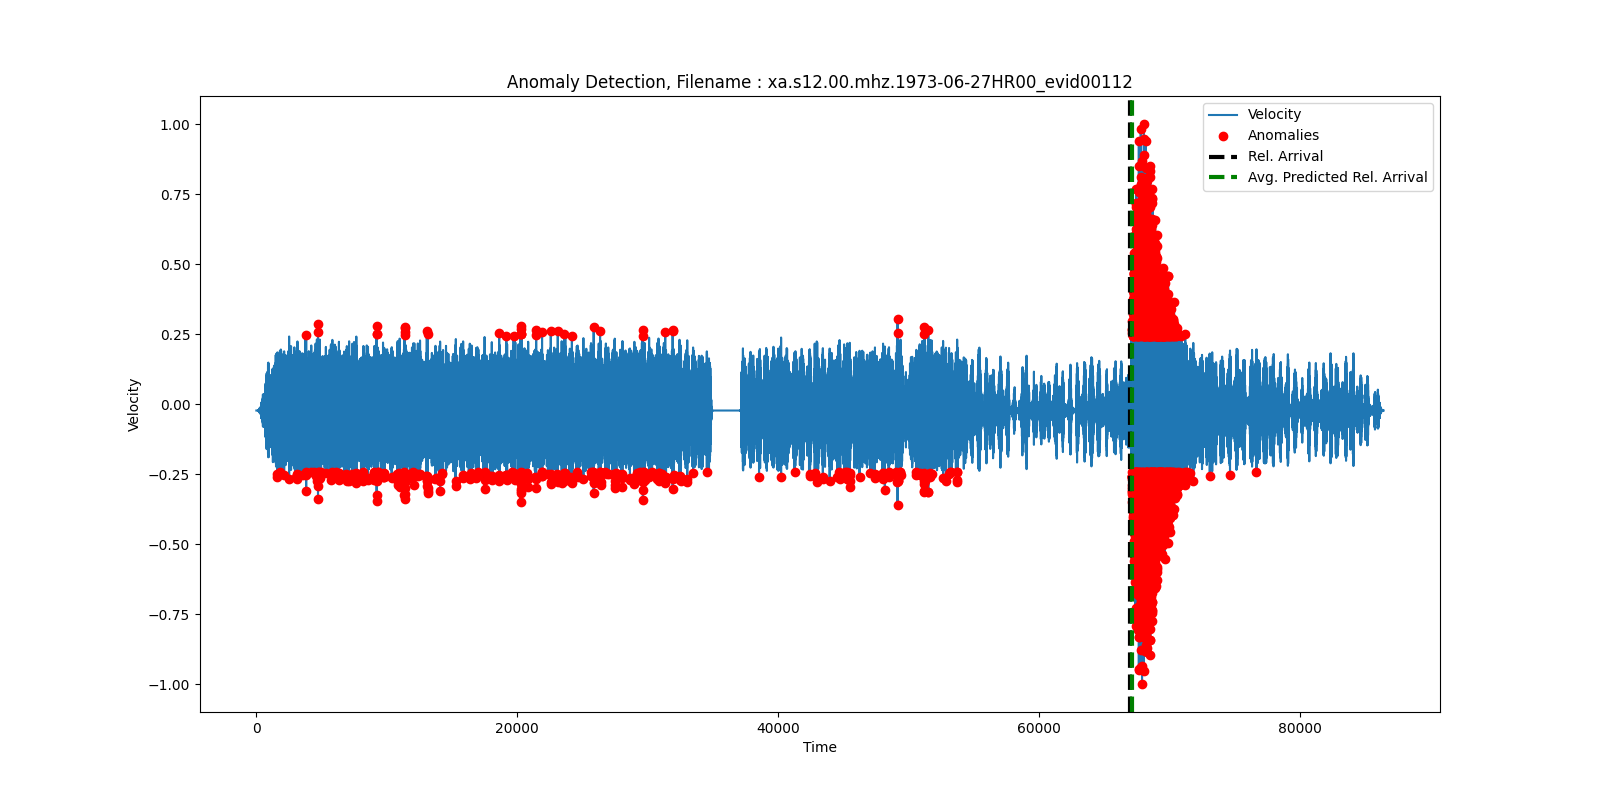 Anomaly Detection, Filename : xa.s12.00.mhz.1973-06-27HR00_evid00112
Velocity
Anomalies
Rel. Arrival
Avg. Predicted Rel. Arrival
1.00
0.75
0.50
0.25
0.00
−0.25
−0.50
−0.75
−1.00
Velocity
0
20000
40000
60000
80000
Time